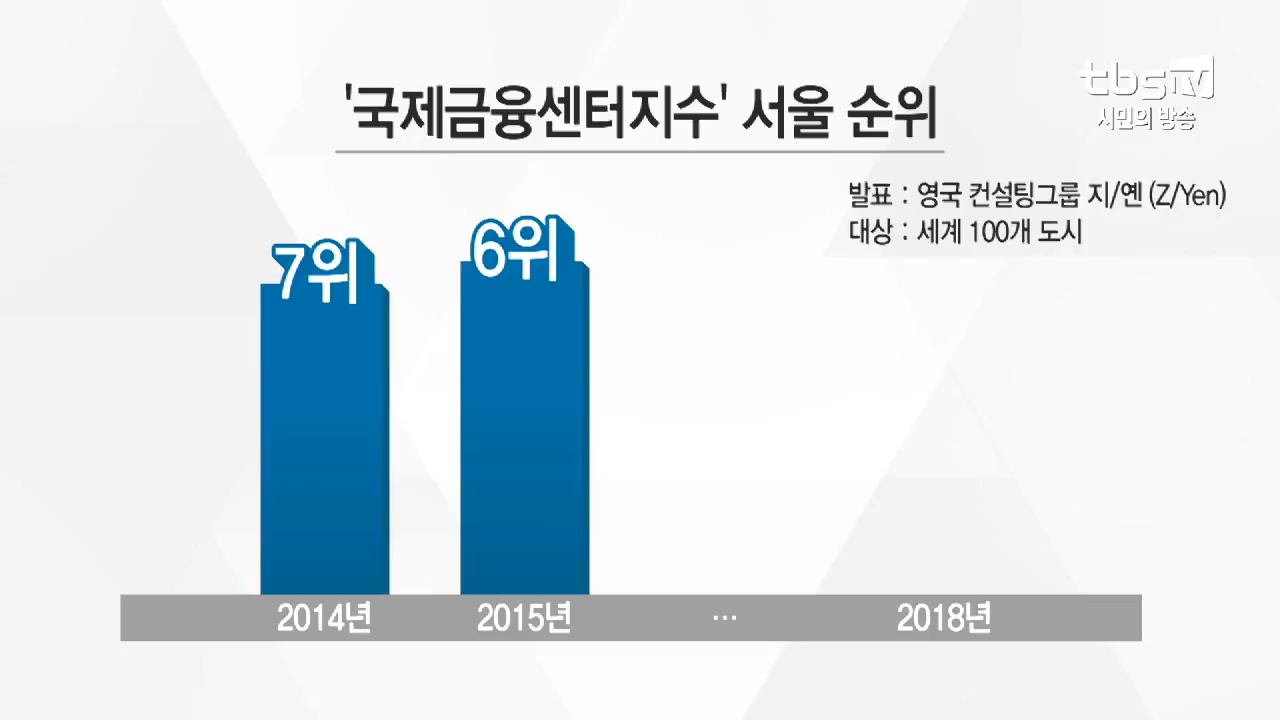 '국제금융센터지수' 서울 순위
tbsTV
시민의 방송
발표 : 영국 컨설팅그룹 지/옌 (Z/Yen)
대상 : 세계 100개 도시
7위
6위
2014년
2015년
...
2018년